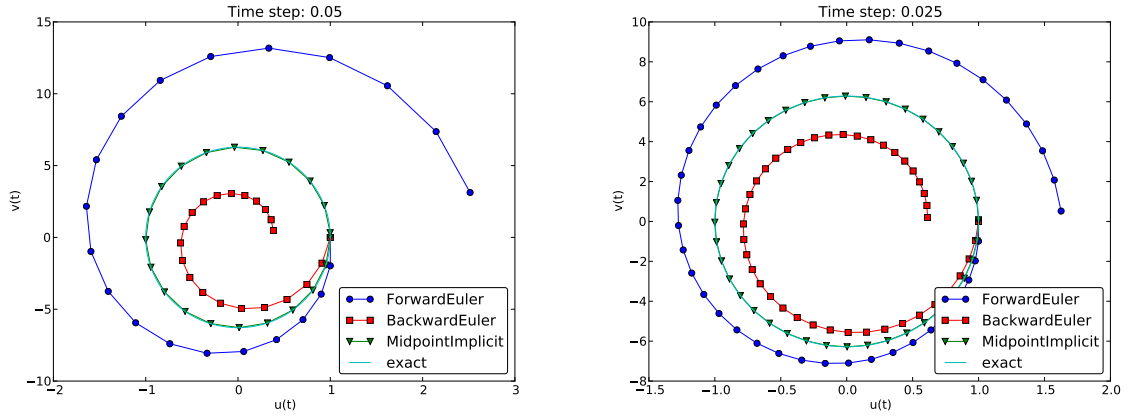 Time step: 0.05
15
10
5
0
−5
−10
v(t)
−2
−1
0
1
2
3
u(t)
ForwardEuler
BackwardEuler
MidpointImplicit
exact
Time step: 0.025
10
8
6
4
2
0
−2
−4
−6
−8
v(t)
−1.5
−1.0
−0.5
0.0
0.5
1.0
1.5
2.0
u(t)
ForwardEuler
BackwardEuler
MidpointImplicit
exact